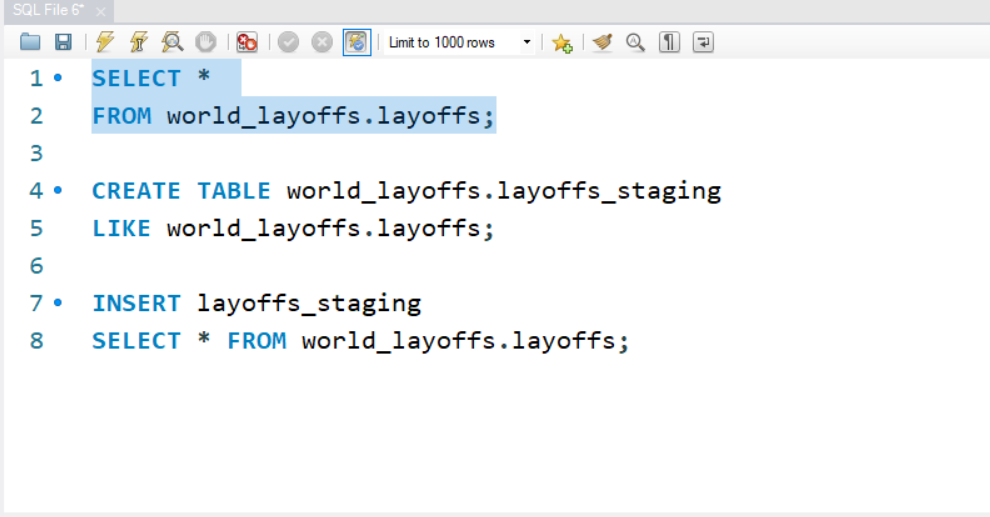 SQL File 6*
Limit to 1000 rows
1 SELECT *
2 FROM world_layoffs.layoffs;
3
4 CREATE TABLE world_layoffs.layoffs_staging
5 LIKE world_layoffs.layoffs;
6
7 INSERT layoffs_staging
8 SELECT * FROM world_layoffs.layoffs;